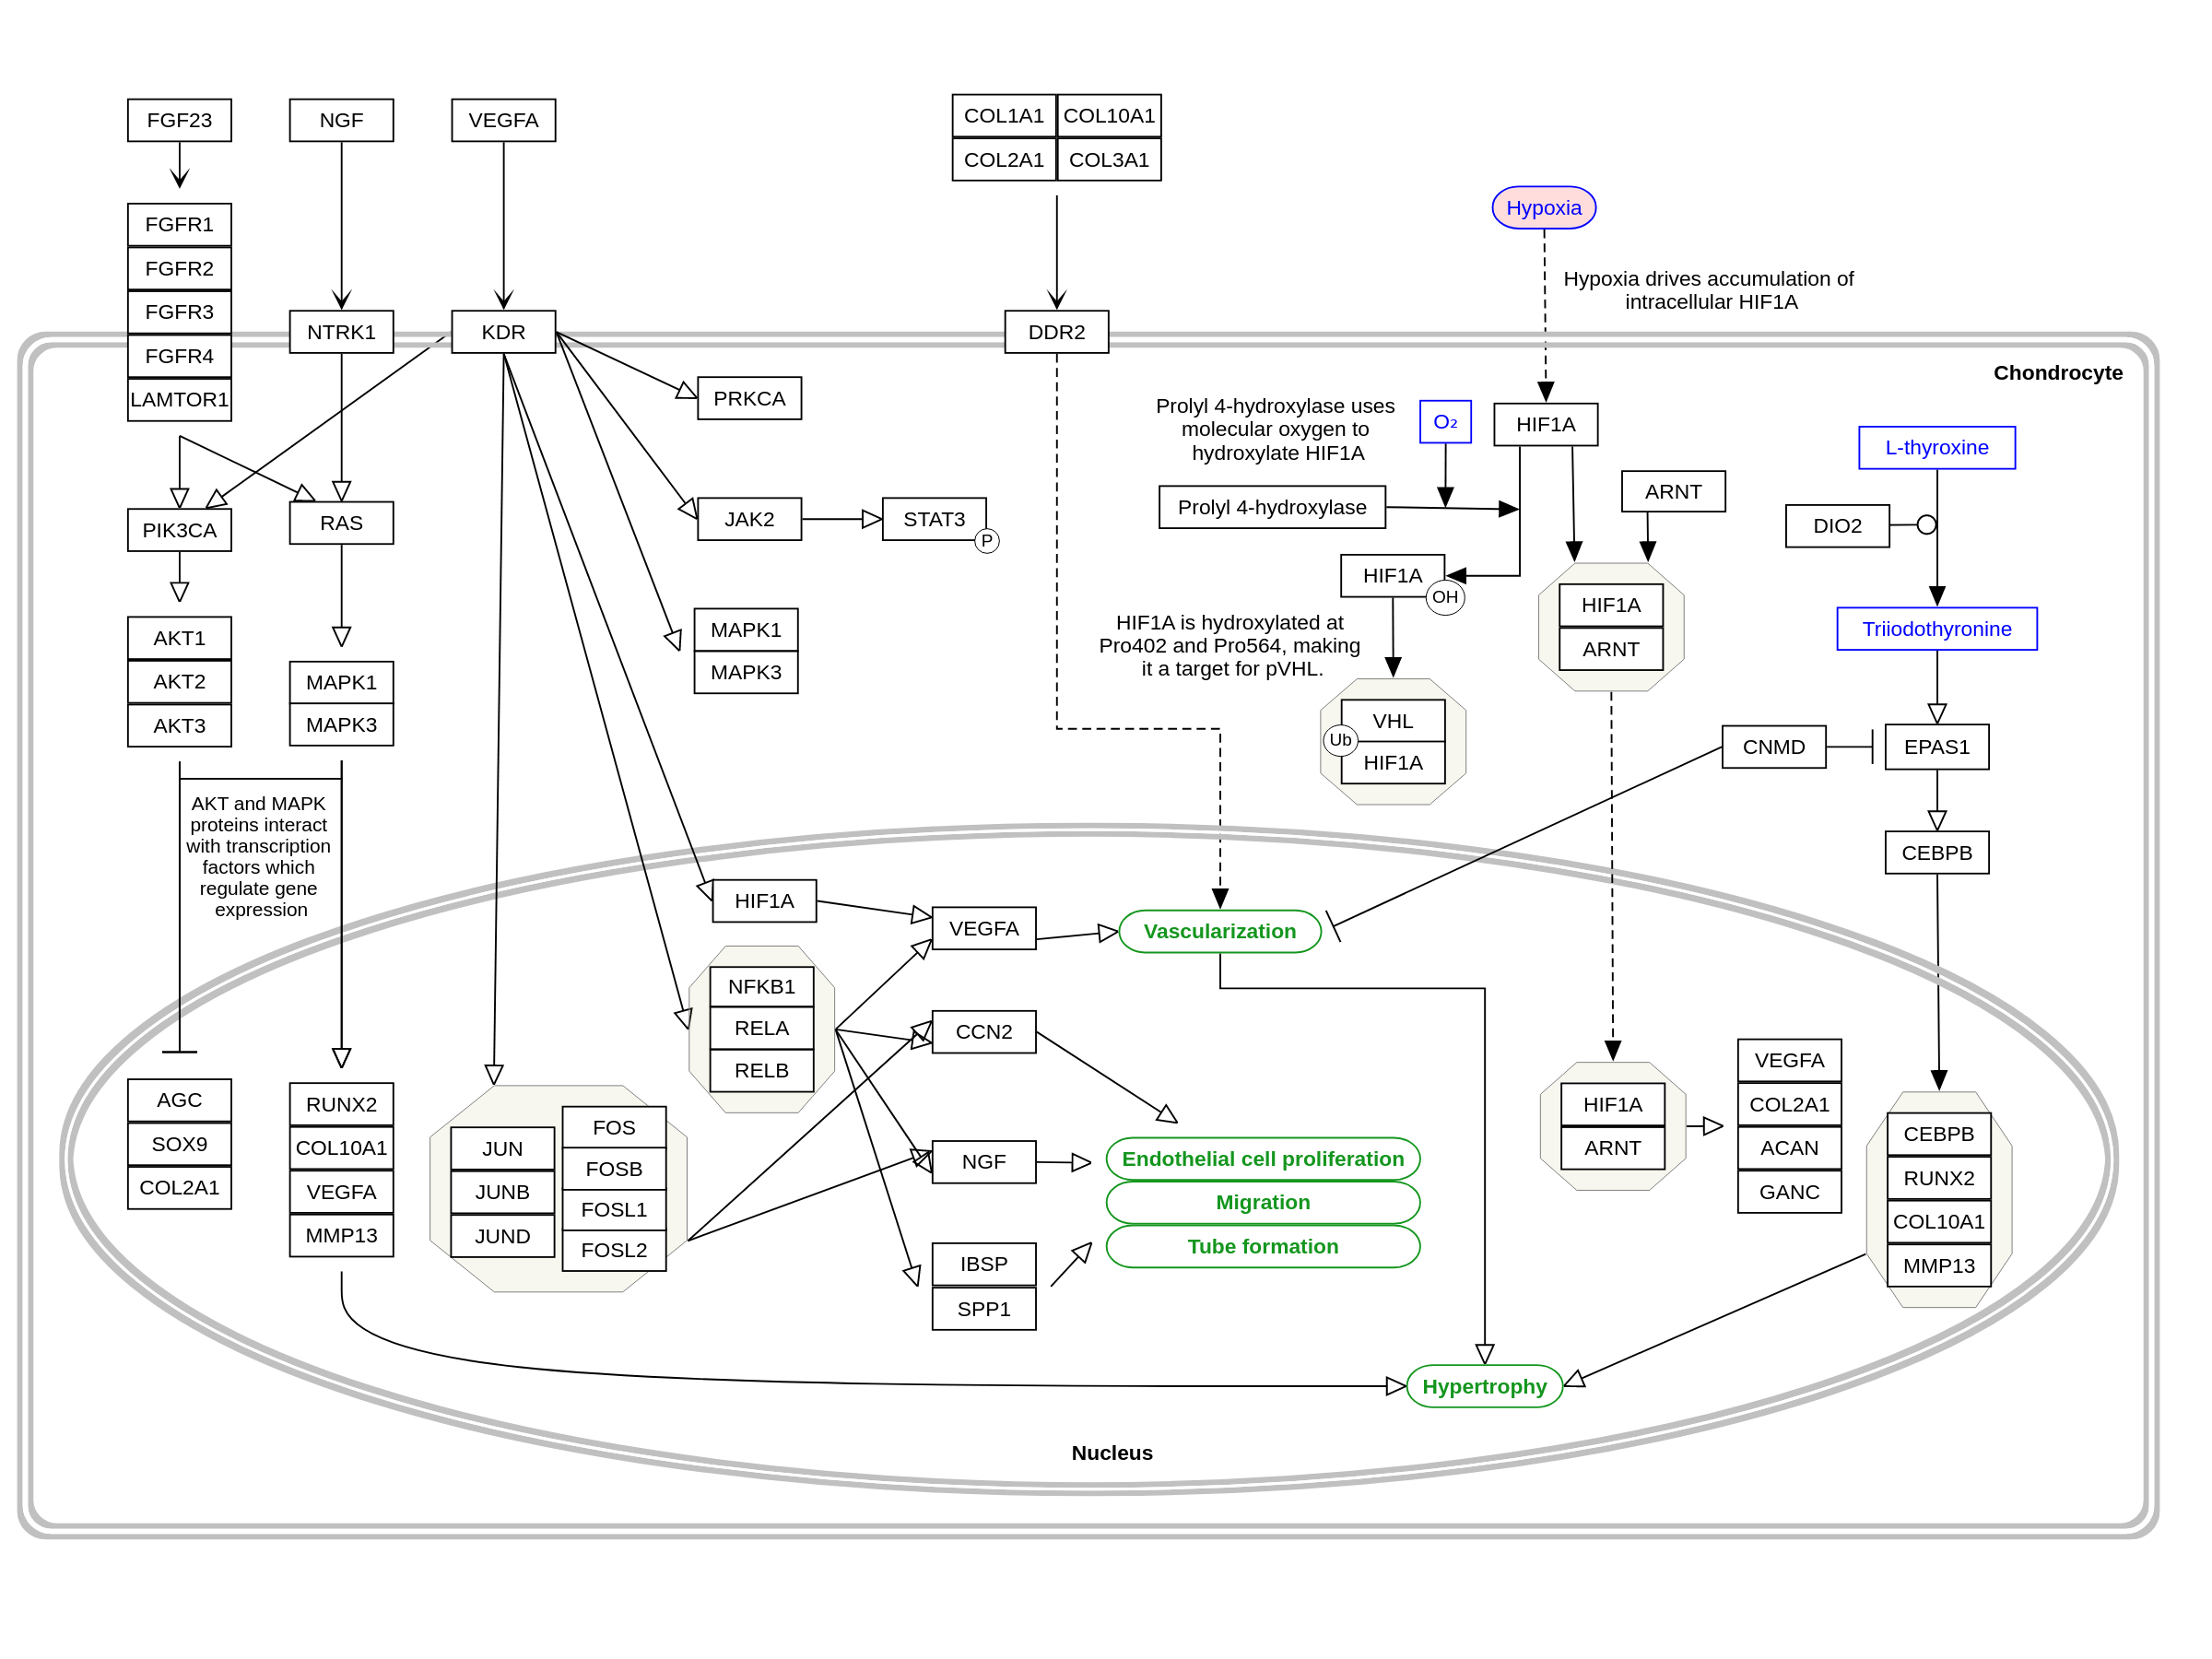 FGF23
NGF
VEGFA
COL1A1
COL10A1
COL2A1
COL3A1
Hypoxia
FGFR1
FGFR2
FGFR3
FGFR4
LAMTOR1
NTRK1
KDR
DDR2
Hypoxia drives accumulation of
intracellular HIF1A
Chondrocyte
PRKCA
Prolyl 4-hydroxylase uses
molecular oxygen to
hydroxylate HIF1A
O₂
HIF1A
L-thyroxine
PIK3CA
RAS
JAK2
STAT3
P
Prolyl 4-hydroxylase
ARNT
DIO2
HIF1A
OH
HIF1A
ARNT
Triiodothyronine
AKT1
AKT2
AKT3
MAPK1
MAPK3
MAPK1
MAPK3
HIF1A is hydroxylated at
Pro402 and Pro564, making
it a target for pVHL.
VHL
Ub
HIF1A
CNMD
EPAS1
CEBPB
AKT and MAPK
proteins interact
with transcription
factors which
regulate gene
expression
HIF1A
VEGFA
Vascularization
NFKB1
RELA
RELB
CCN2
AGC
SOX9
COL2A1
RUNX2
COL10A1
VEGFA
MMP13
JUN
JUNB
JUND
FOS
FOSB
FOSL1
FOSL2
NGF
IBSP
SPP1
Endothelial cell proliferation
Migration
Tube formation
HIF1A
ARNT
VEGFA
COL2A1
ACAN
GANC
CEBPB
RUNX2
COL10A1
MMP13
Hypertrophy
Nucleus